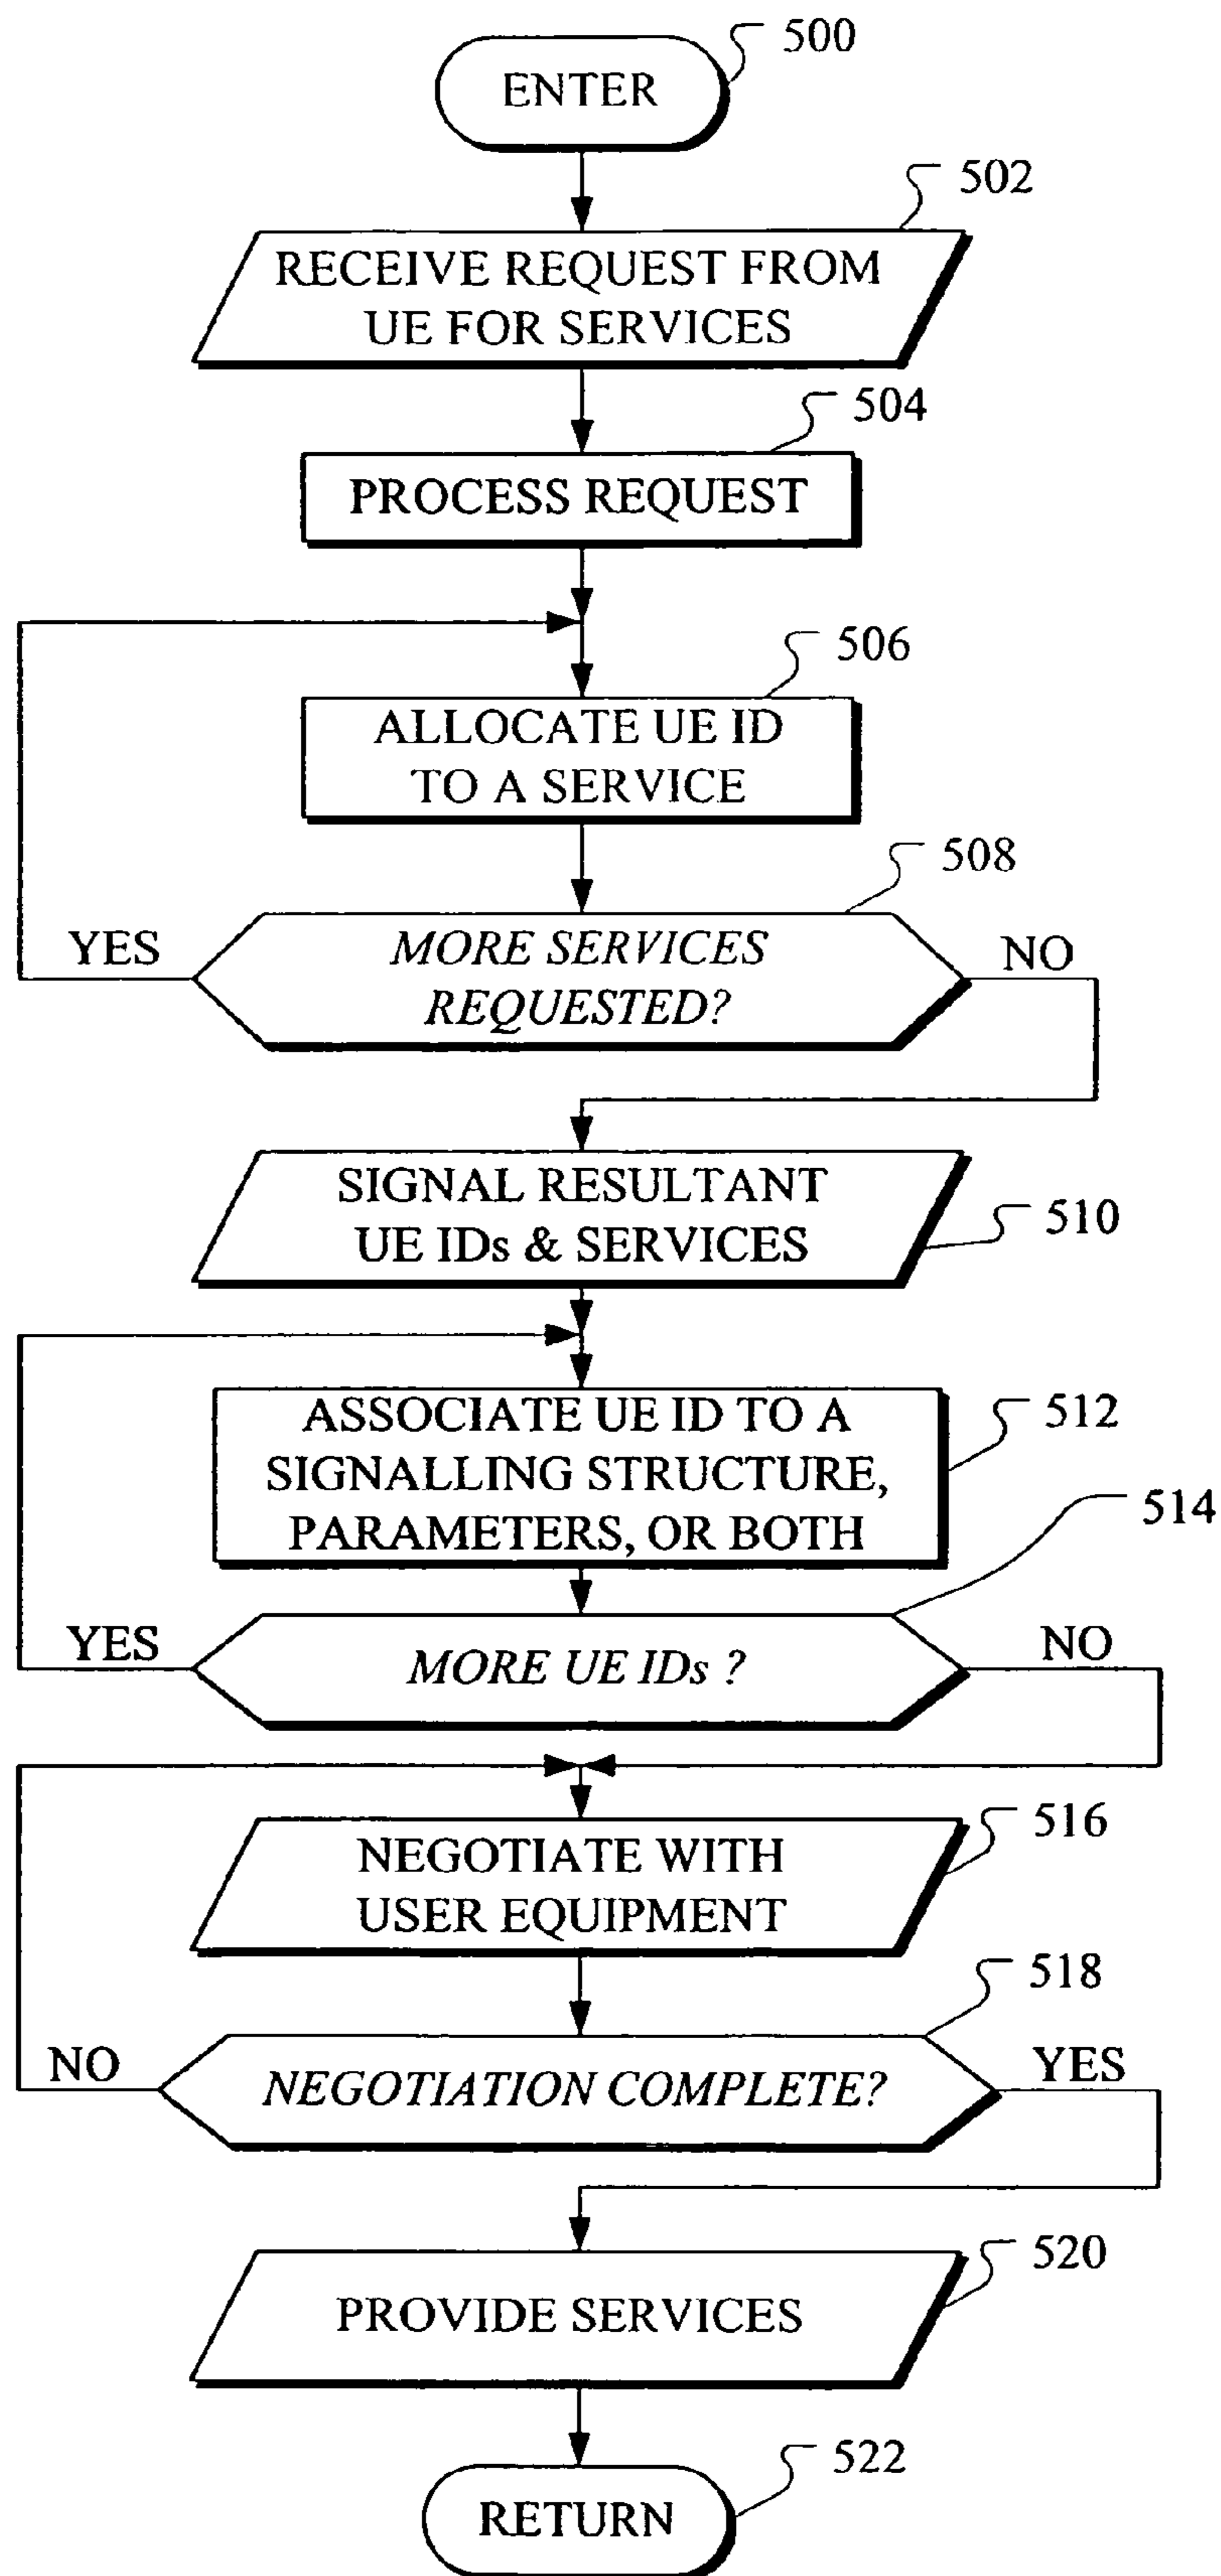 500
ENTER
502
RECEIVE REQUEST FROM
UE FOR SERVICES
504
PROCESS REQUEST
506
ALLOCATE UE ID
TO A SERVICE
508
YES
MORE SERVICES
REQUESTED?
NO
SIGNAL RESULTANT
UE IDs & SERVICES
510
ASSOCIATE UE ID TO A
SIGNALLING STRUCTURE,
PARAMETERS, OR BOTH
512
514
YES
MORE UE IDs ?
NO
NEGOTIATE WITH
USER EQUIPMENT
516
518
NO
NEGOTIATION COMPLETE?
YES
520
PROVIDE SERVICES
522
RETURN